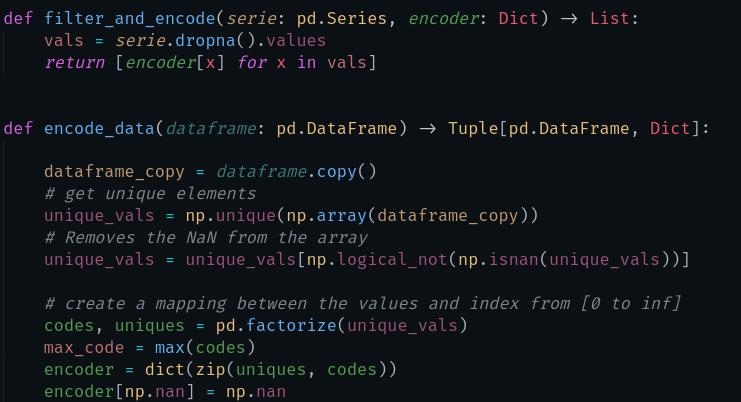 def filter_and_encode(serie: pd.Series, encoder: Dict) -> List:
    vals = serie.dropna().values
    return [encoder[x] for x in vals]
def encode_data(dataframe: pd.DataFrame) -> Tuple[pd.DataFrame, Dict]:
    dataframe_copy = dataframe.copy()
    # get unique elements
    unique_vals = np.unique(np.array(dataframe_copy))
    # Removes the NaN from the array
    unique_vals = unique_vals[np.logical_not(np.isnan(unique_vals))]
    # create a mapping between the values and index from [0 to inf]
    codes, uniques = pd.factorize(unique_vals)
    max_code = max(codes)
    encoder = dict(zip(uniques, codes))
    encoder[np.nan] = np.nan